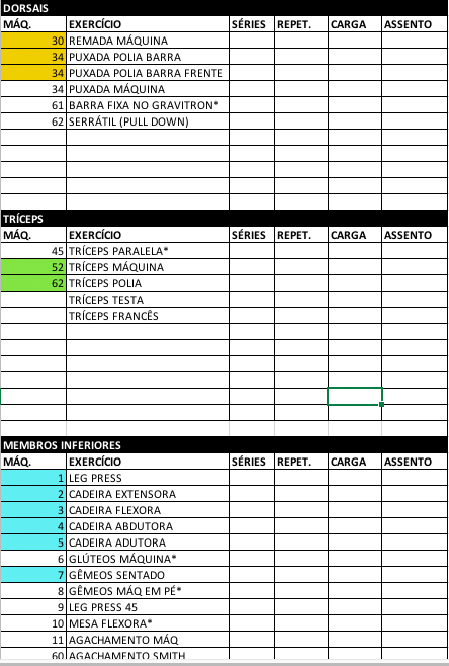 DORSAIS
MÁQ. EXERCÍCIO SÉRIES REPET. CARGA ASSENTO
30 REMADA MÁQUINA
34 PUXADA POLIA BARRA
34 PUXADA POLIA BARRA FRENTE
34 PUXADA MÁQUINA
61 BARRA FIXA NO GRAVITRON*
62 SERRÁTIL (PULL DOWN)
TRÍCEPS
MÁQ. EXERCÍCIO SÉRIES REPET. CARGA ASSENTO
45 TRÍCEPS PARALELA*
52 TRÍCEPS MÁQUINA
62 TRÍCEPS POLIA
TRÍCEPS TESTA
TRÍCEPS FRANCÊS
MEMBROS INFERIORES
MÁQ. EXERCÍCIO SÉRIES REPET. CARGA ASSENTO
1 LEG PRESS
2 CADEIRA EXTENSORA
3 CADEIRA FLEXORA
4 CADEIRA ABDUTORA
5 CADEIRA ADUTORA
6 GLÚTEOS MÁQUINA*
7 GÊMEOS SENTADO
8 GÊMEOS MÁQ EM PÉ*
9 LEG PRESS 45
10 MESA FLEXORA*
11 AGACHAMENTO MÁQ
60 AGACHAMENTO SMITH